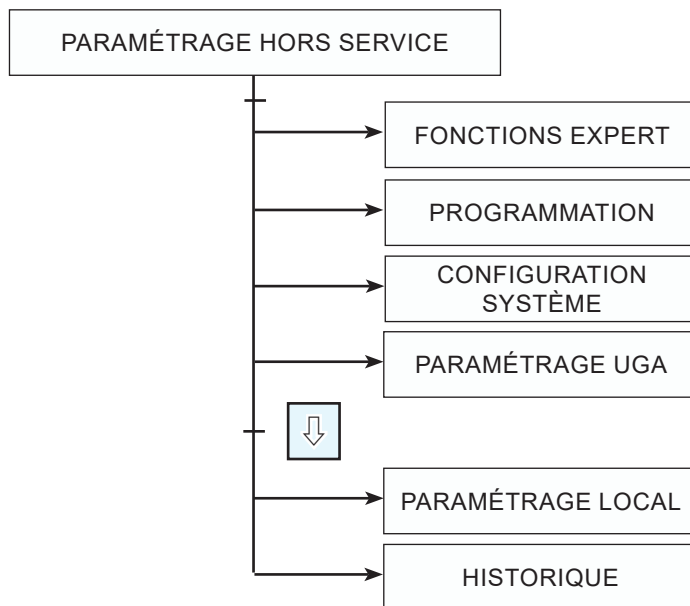 PARAMÉTRAGE HORS SERVICE
FONCTIONS EXPERT
PROGRAMMATION
CONFIGURATION
SYSTÈME
PARAMÉTRAGE UGA
PARAMÉTRAGE LOCAL
HISTORIQUE